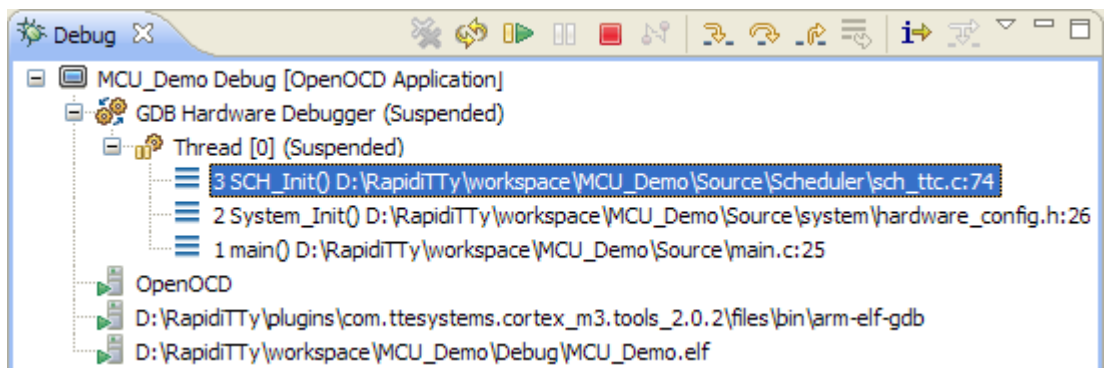 Debug
MCU_Demo Debug [OpenOCD Application]
GDB Hardware Debugger (Suspended)
Thread [0] (Suspended)
3 SCH_Init() D:\RapidiTTy\workspace\MCU_Demo\Source\Scheduler\sch_ttc.c:74
2 System_Init() D:\RapidiTTy\workspace\MCU_Demo\Source\system\hardware_config.h:26
1 main() D:\RapidiTTy\workspace\MCU_Demo\Source\main.c:25
OpenOCD
D:\RapidiTTy\plugins\com.ttesystems.cortex_m3.tools_2.0.2\files\bin\arm-elf-gdb
D:\RapidiTTy\workspace\MCU_Demo\Debug\MCU_Demo.elf